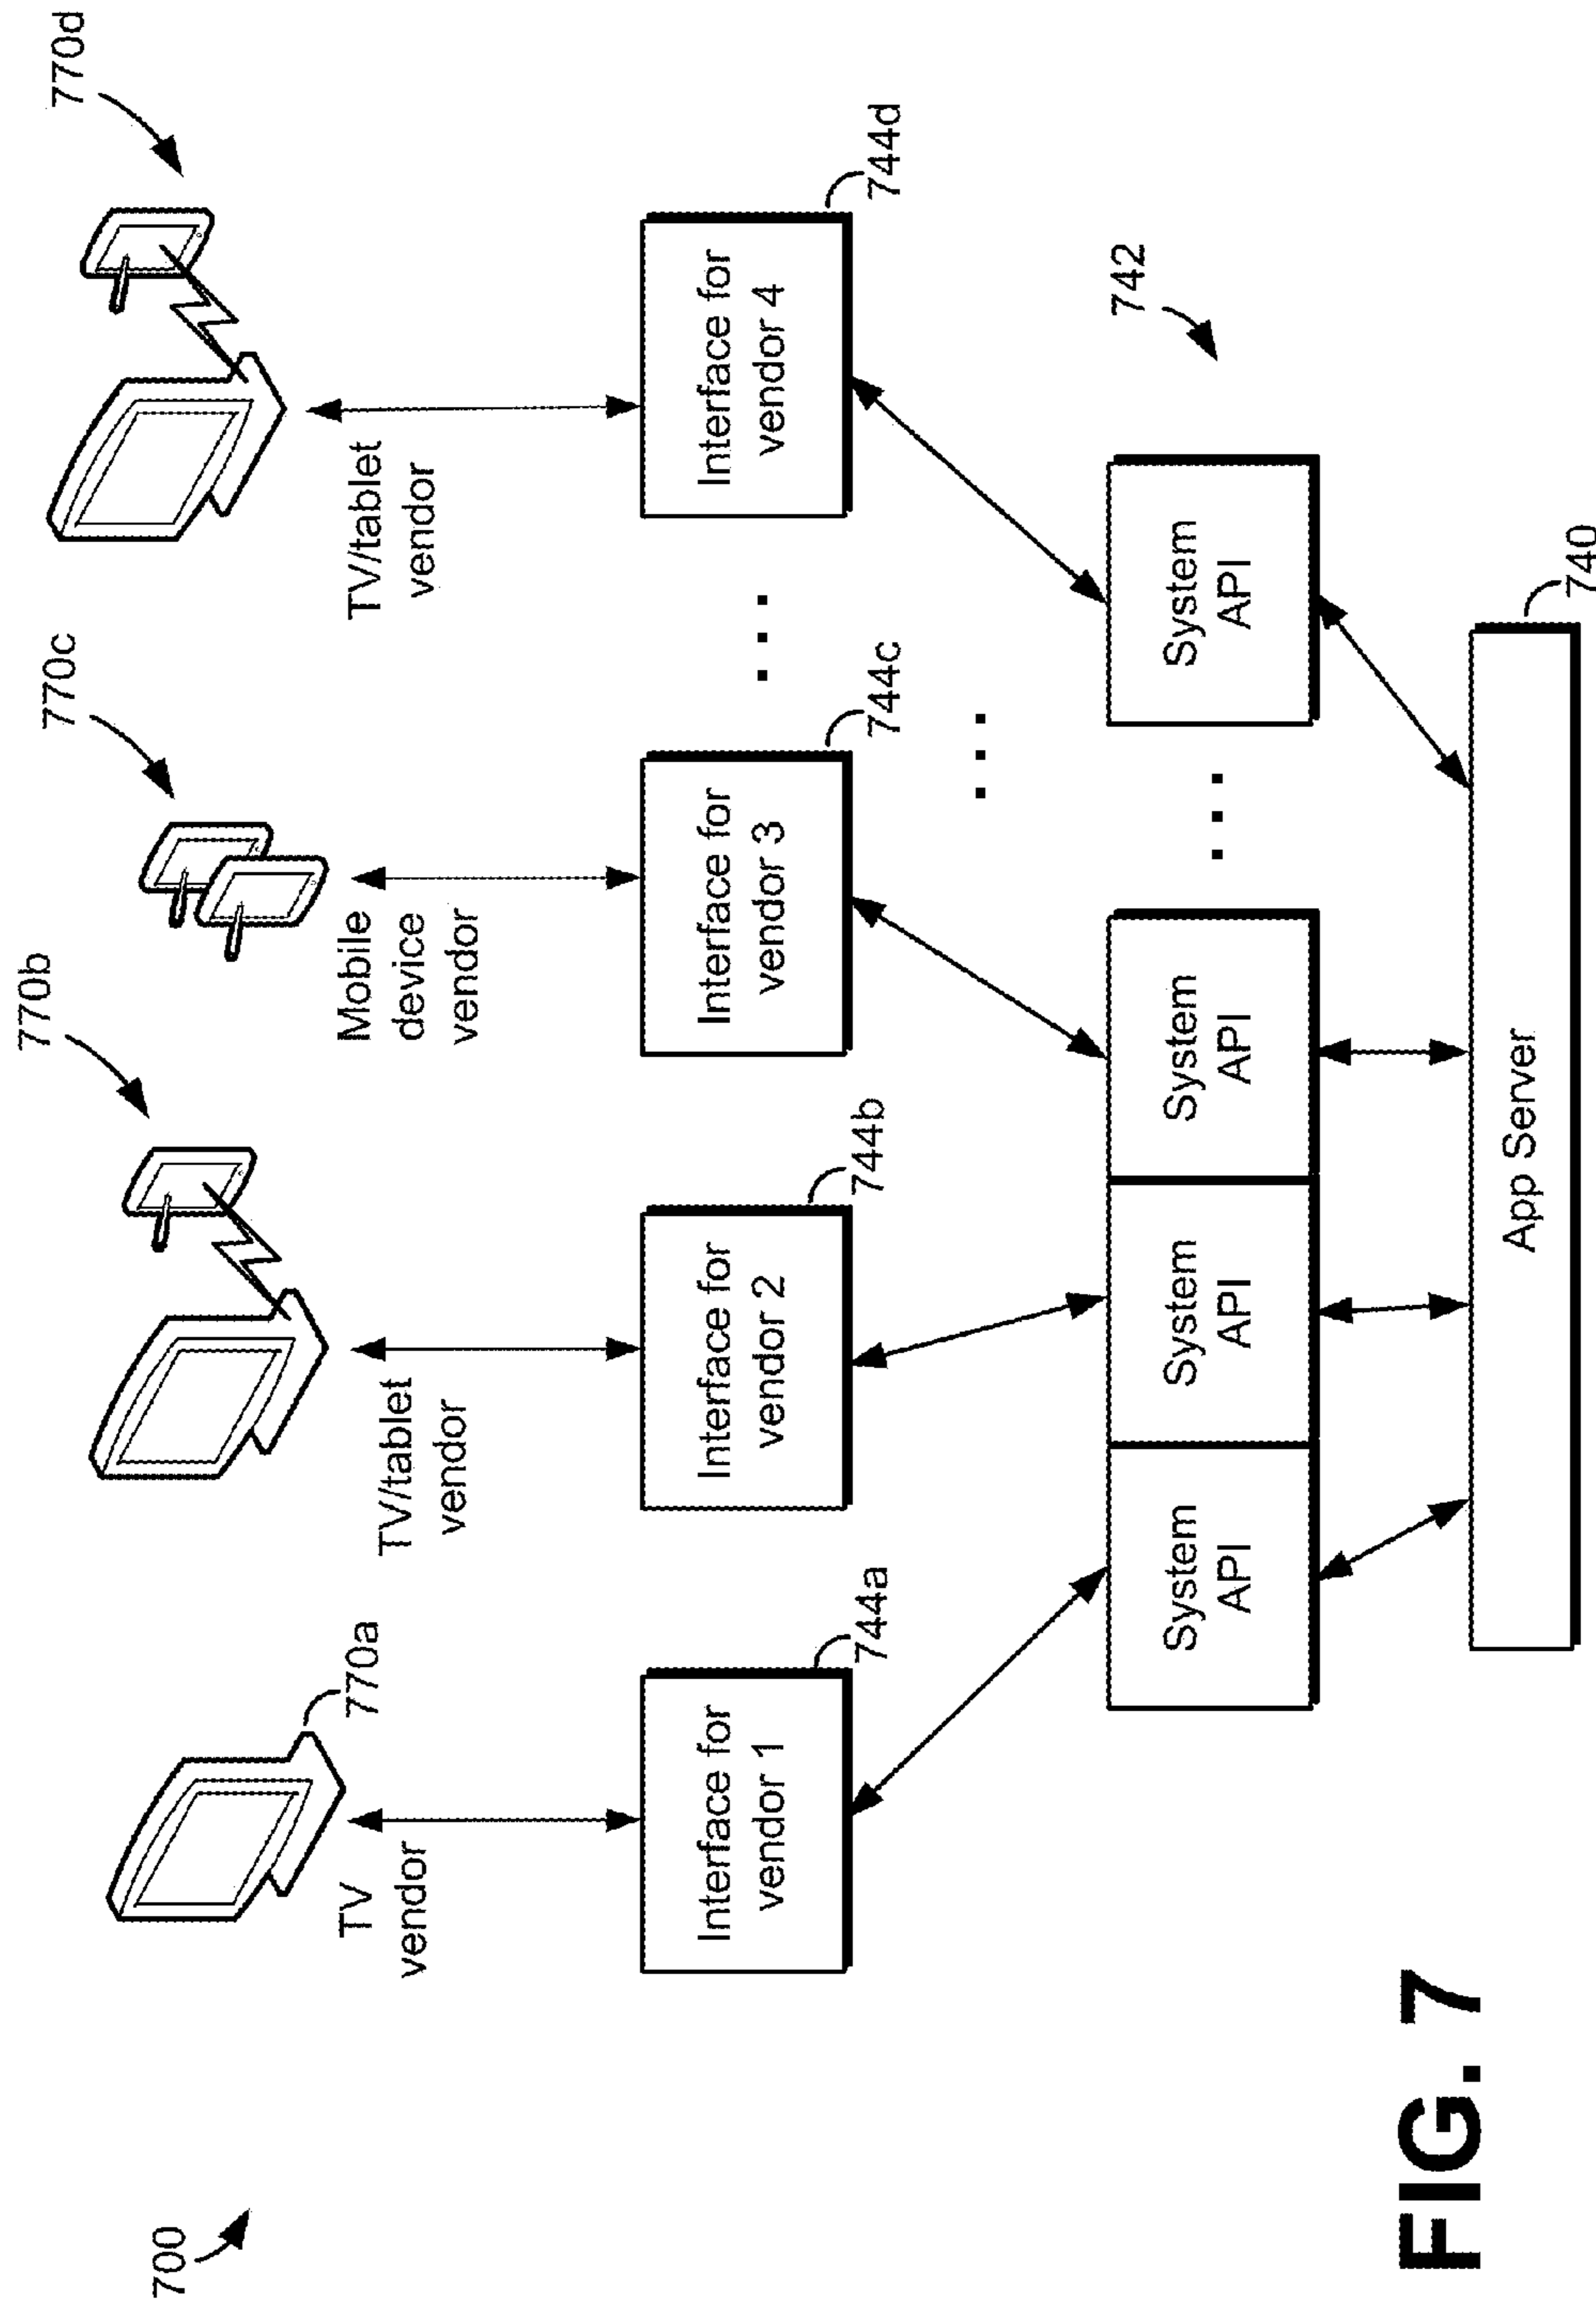 700
770a
770b
770c
770d
TV
vendor
TV/tablet
vendor
Mobile
device
vendor
TV/tablet
vendor
. . .
Interface for
vendor 1
744a
Interface for
vendor 2
744b
Interface for
vendor 3
744c
Interface for
vendor 4
744d
. . .
742
System
API
System
API
System
API
. . .
System
API
App Server
740
FIG. 7